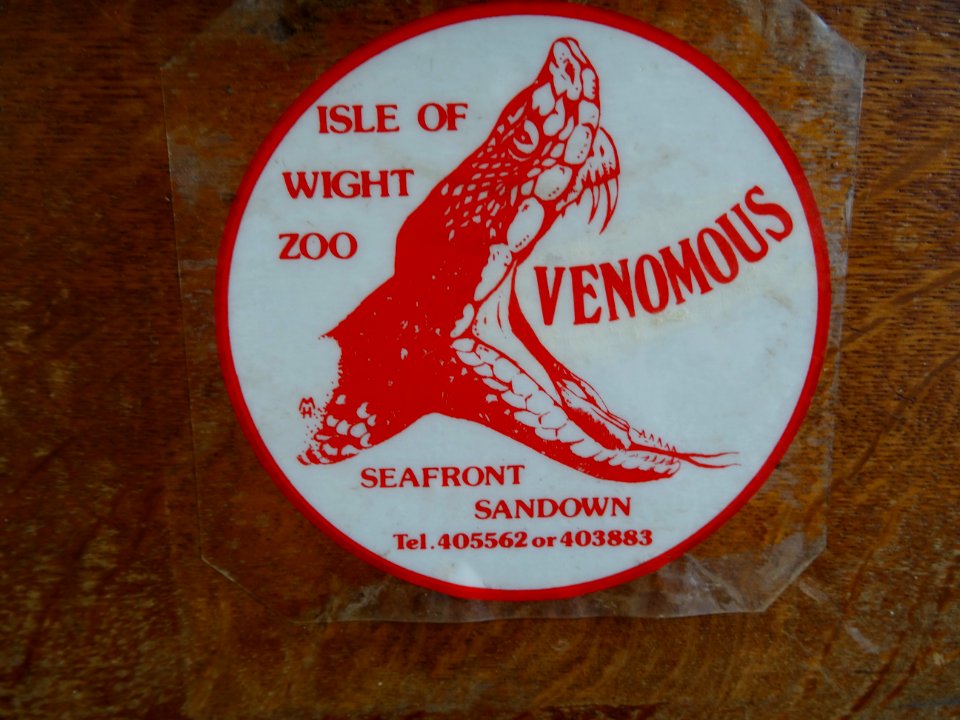 ISLE OF
WIGHT
ZOO
VENOMOUS
SEAFRONT
SANDOWN
Tel. 405562 or 403883